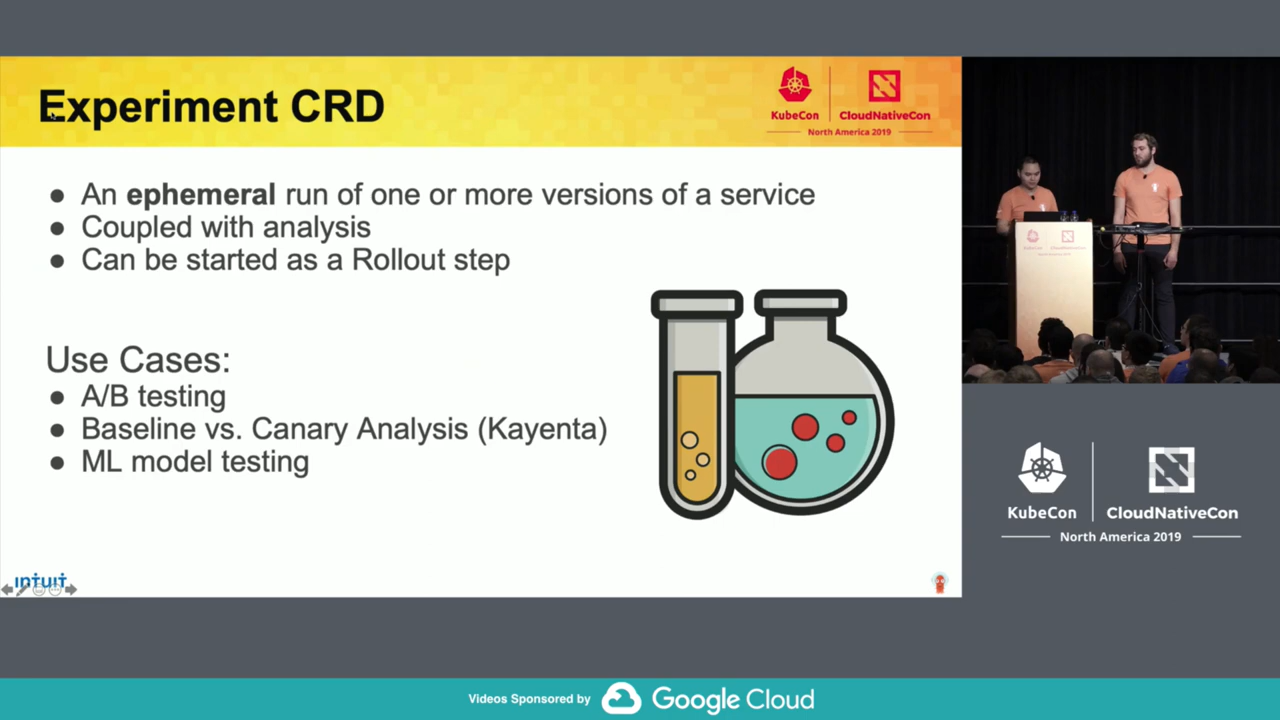 Experiment CRD
KubeCon
CloudNativeCon
North America 2019
● An ephemeral run of one or more versions of a service
● Coupled with analysis
● Can be started as a Rollout step
Use Cases:
● A/B testing
● Baseline vs. Canary Analysis (Kayenta)
● ML model testing
INTUIT
KubeCon
CloudNativeCon
North America 2019
Videos Sponsored by
Google Cloud